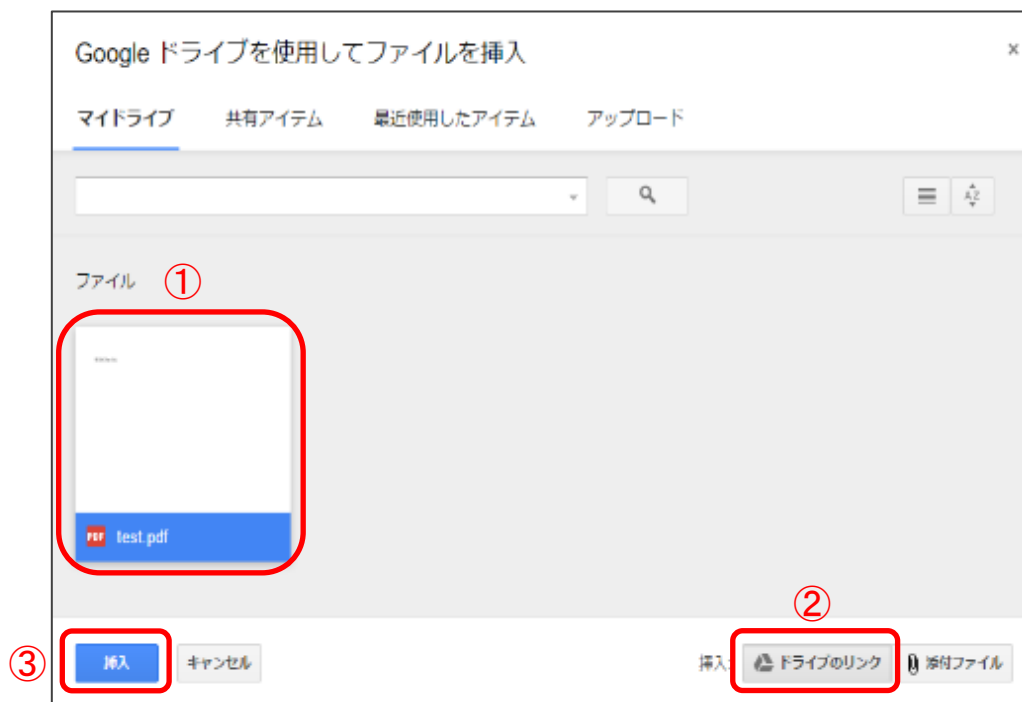 Google ドライブを使用してファイルを挿入 ×
マイドライブ 共有アイテム 最近使用したアイテム アップロード
AZ
ファイル ①
PDF test.pdf
②
③ 挿入 キャンセル 挿入: ドライブのリンク 添付ファイル